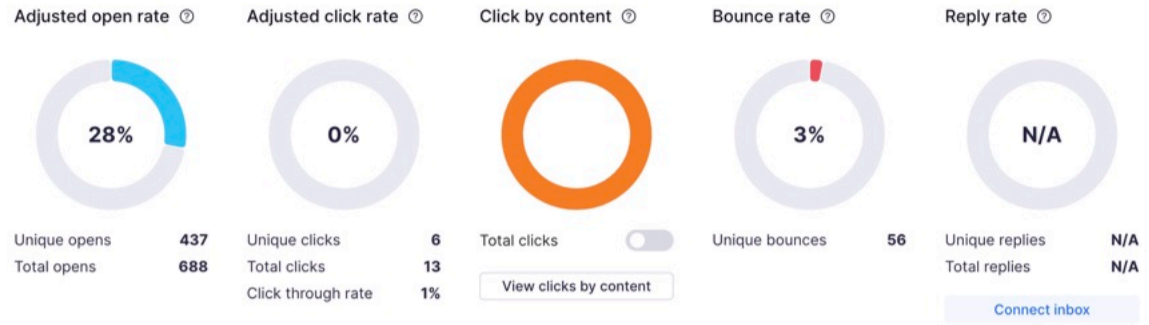 Adjusted open rate
28%
Unique opens 437
Total opens 688
Adjusted click rate
0%
Unique clicks 6
Total clicks 13
Click through rate 1%
Click by content
Total clicks
View clicks by content
Bounce rate
3%
Unique bounces 56
Reply rate
N/A
Unique replies N/A
Total replies N/A
Connect inbox